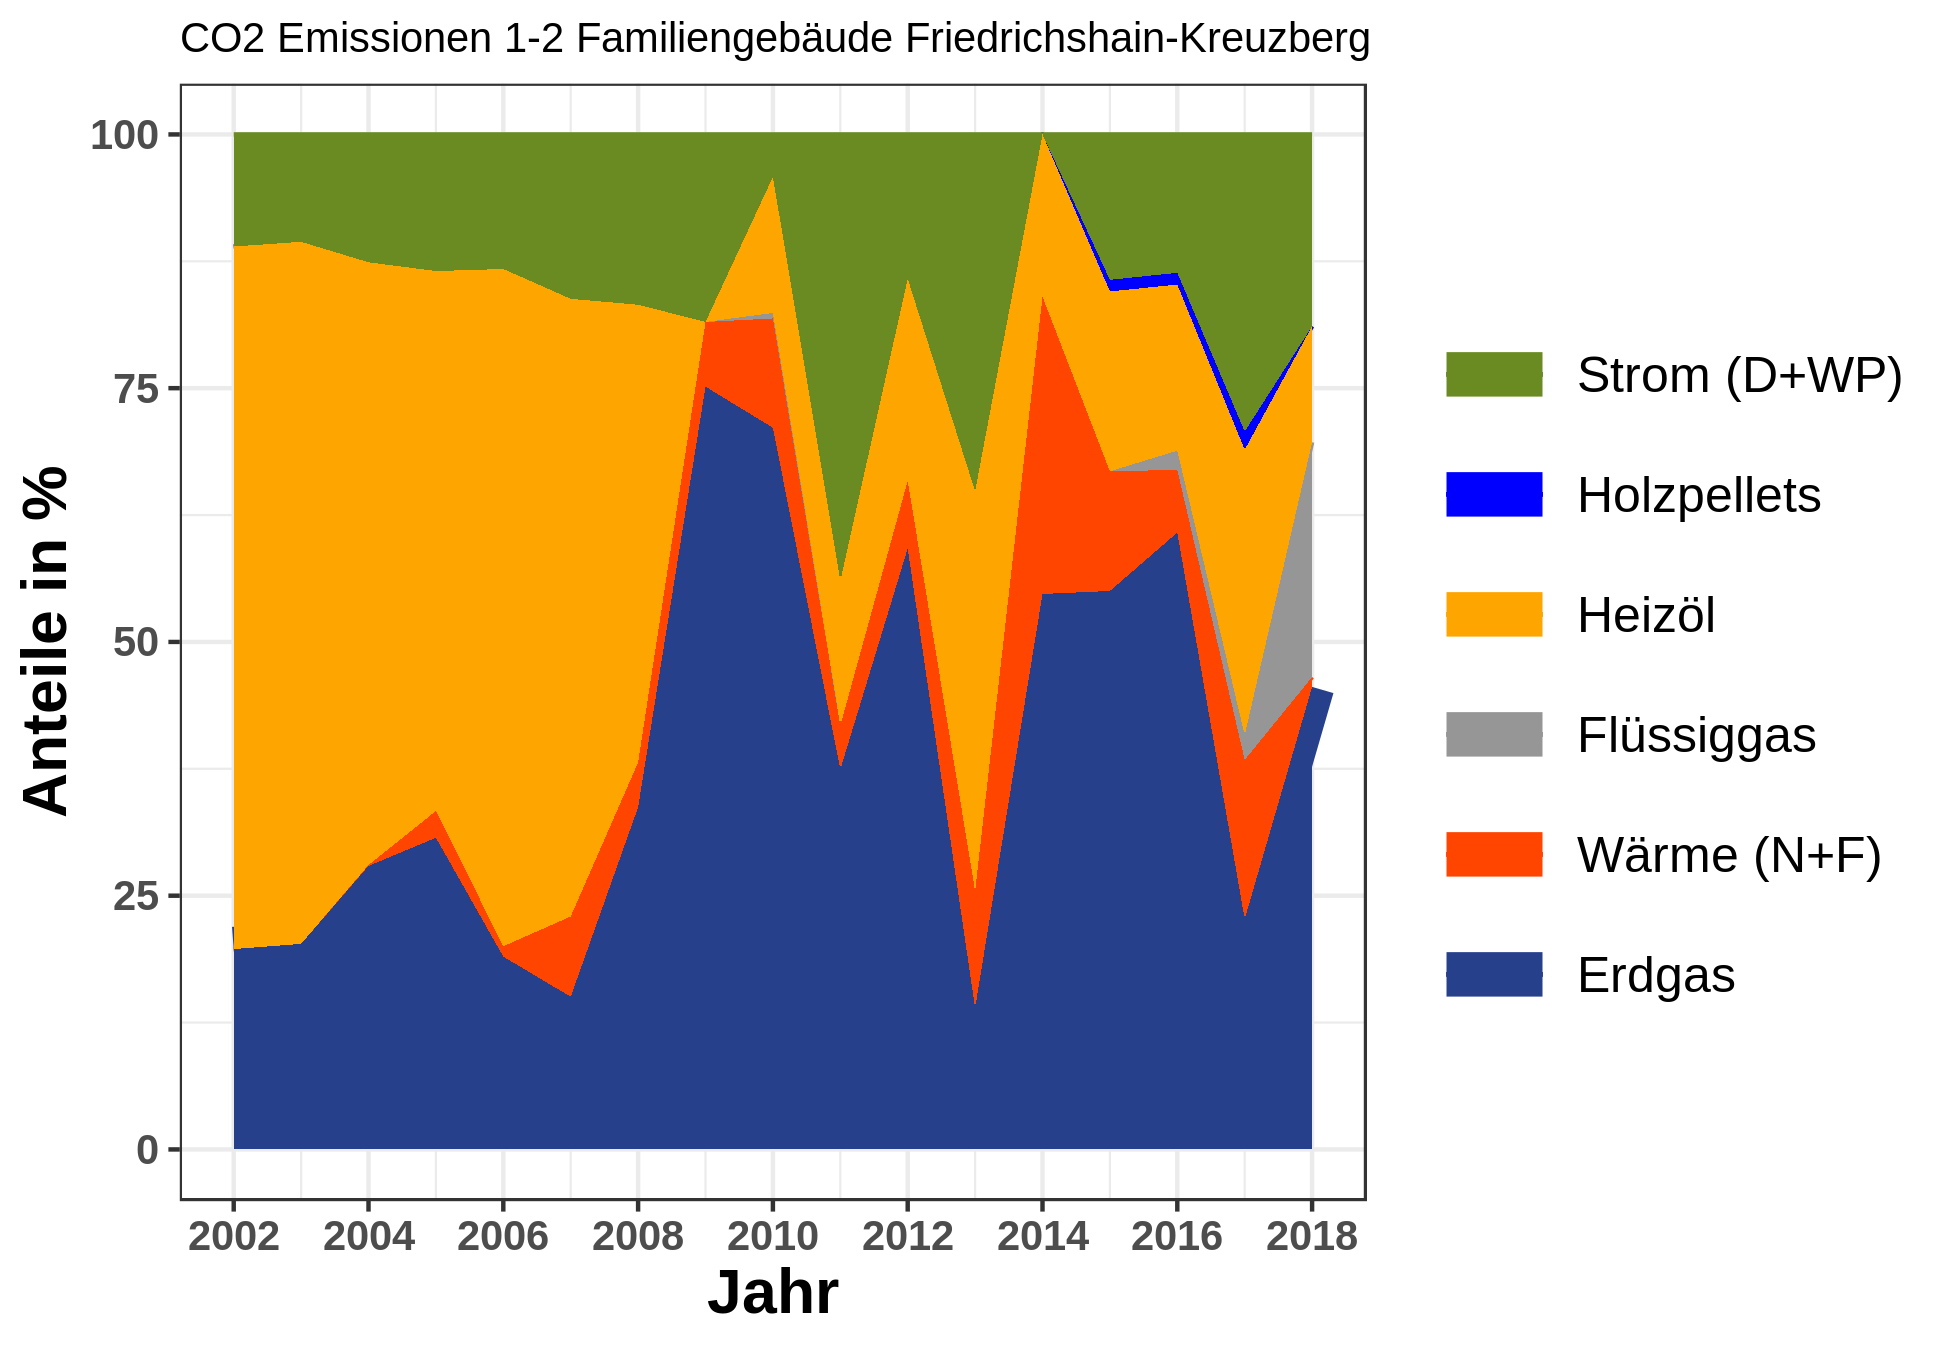 CO2 Emissionen 1-2 Familiengebäude Friedrichshain-Kreuzberg
Anteile in %
100
75
50
25
0
2002 2004 2006 2008 2010 2012 2014 2016 2018
Jahr
Strom (D+WP)
Holzpellets
Heizöl
Flüssiggas
Wärme (N+F)
Erdgas